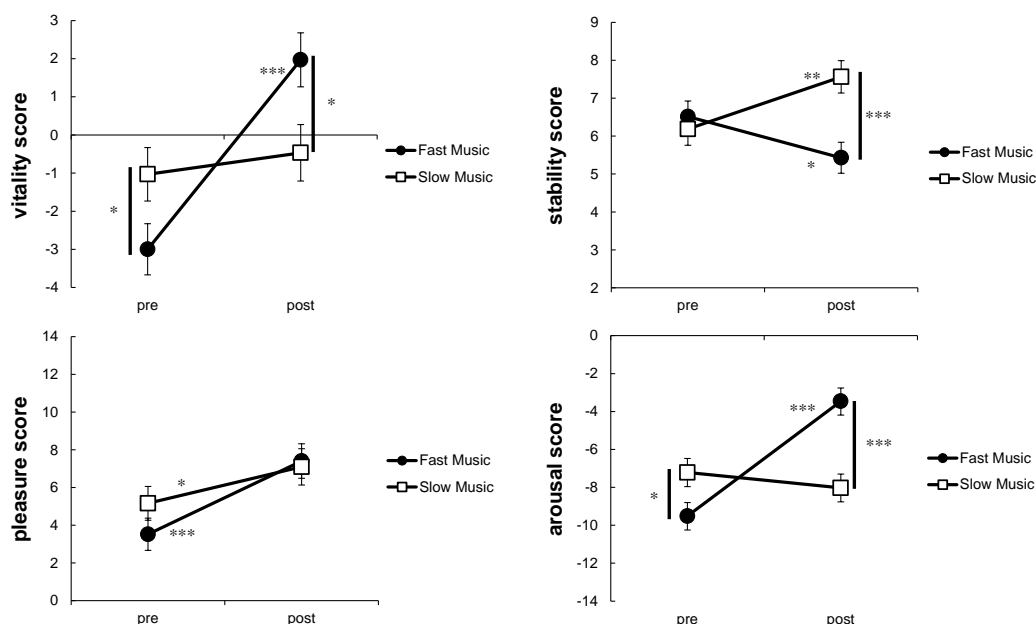 3
2
1
0
-1
-2
-3
-4
vitality score
pre
post
***
*
*
Fast Music
Slow Music
9
8
7
6
5
4
3
2
stability score
pre
post
**
*
***
Fast Music
Slow Music
14
12
10
8
6
4
2
0
pleasure score
pre
post
*
***
Fast Music
Slow Music
0
-2
-4
-6
-8
-10
-12
-14
arousal score
pre
post
***
***
*
Fast Music
Slow Music